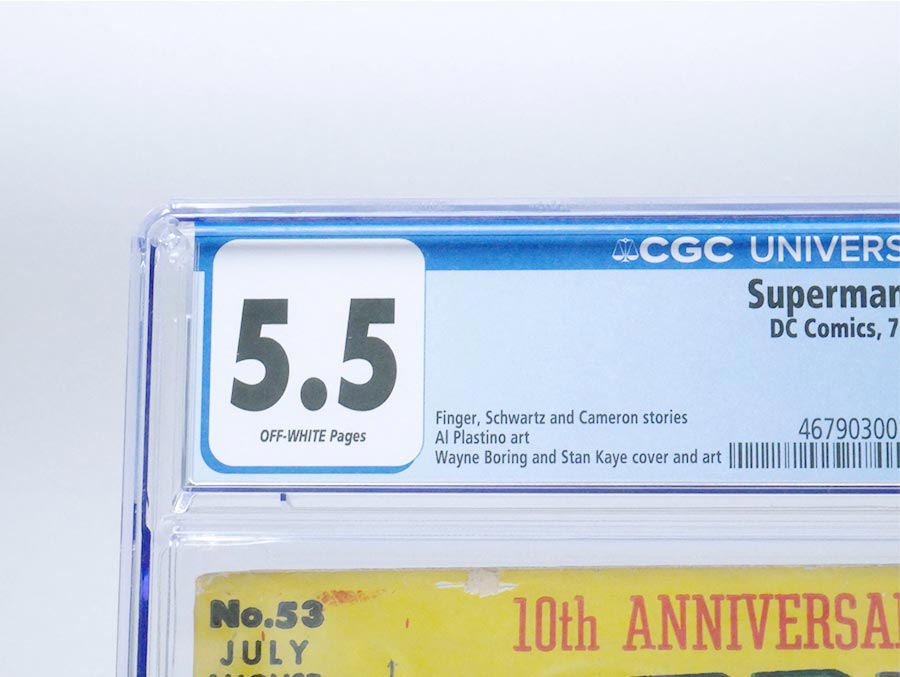 CGC UNIVERS
5.5
OFF-WHITE Pages
Superman
DC Comics, 7
Finger, Schwartz and Cameron stories
Al Plastino art
Wayne Boring and Stan Kaye cover and art
46790300
No.53
JULY
AUGUST
10th ANNIVERSA